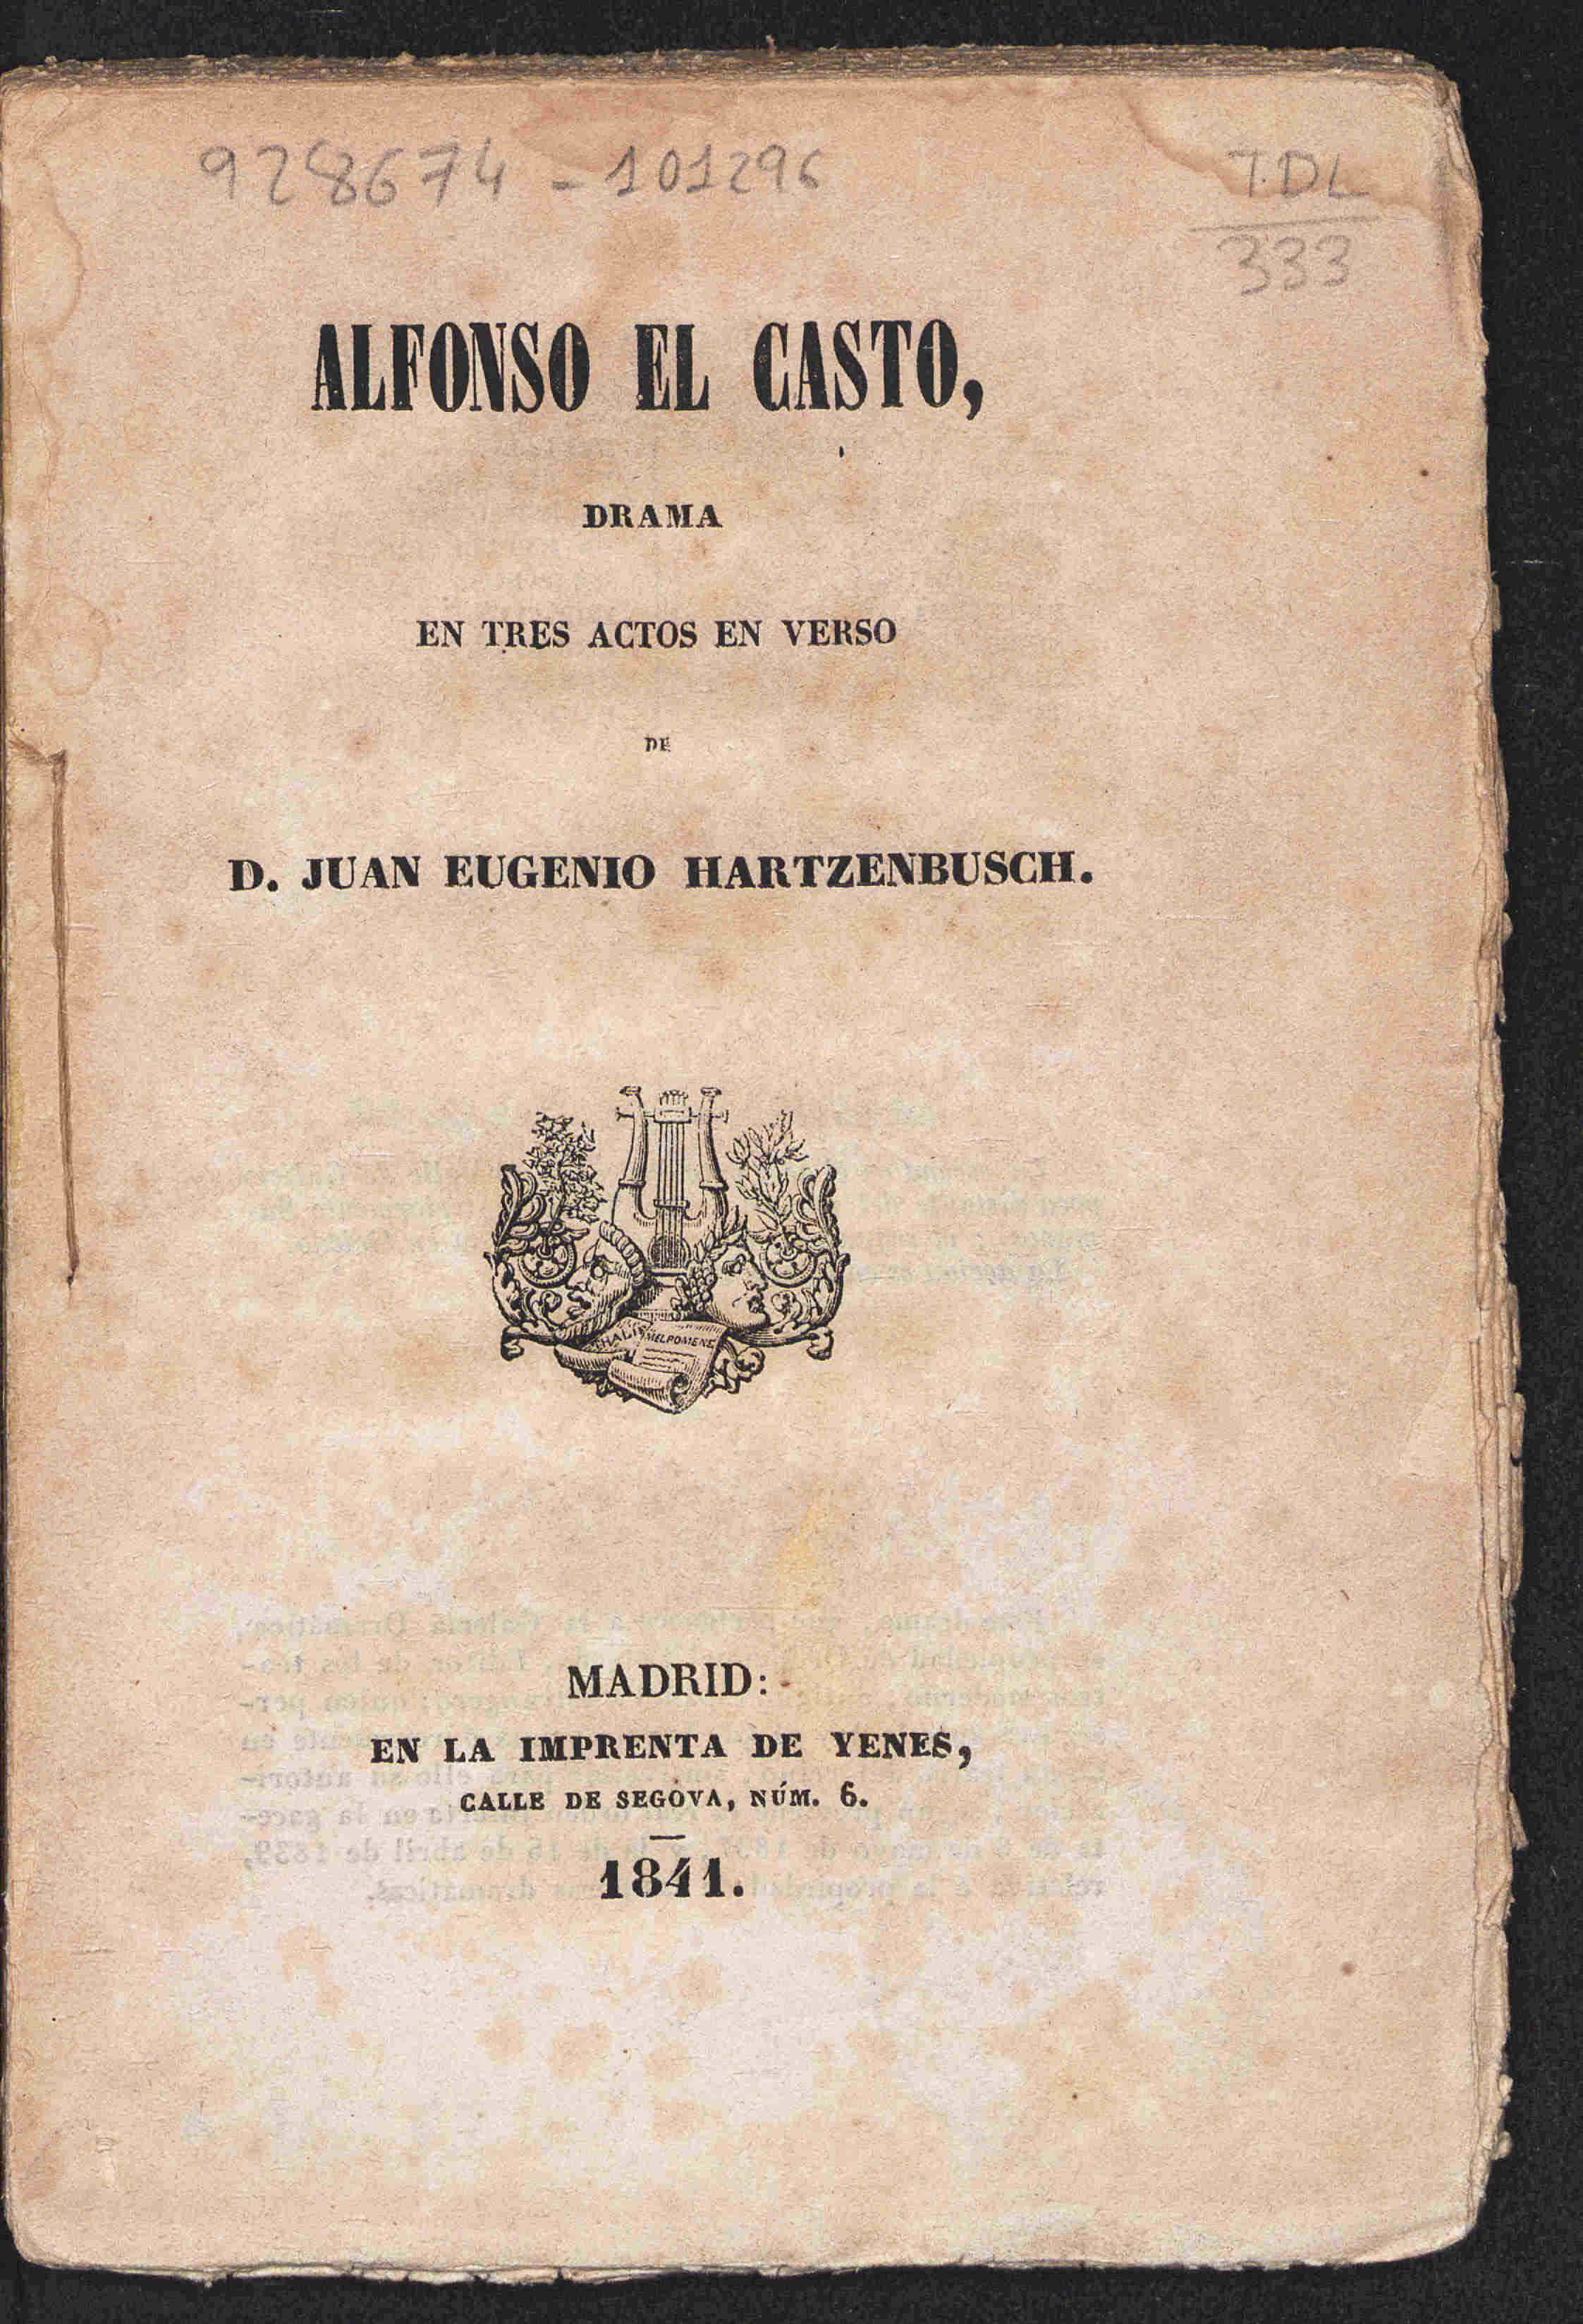 928674 - 101296
T.DL
333
ALFONSO EL CASTO,
DRAMA
EN TRES ACTOS EN VERSO
DE
D. JUAN EUGENIO HARTZENBUSCH.
MELPOMENE
MADRID:
EN LA IMPRENTA DE YENES,
CALLE DE SEGOVA, NÚM. 6.
1841.